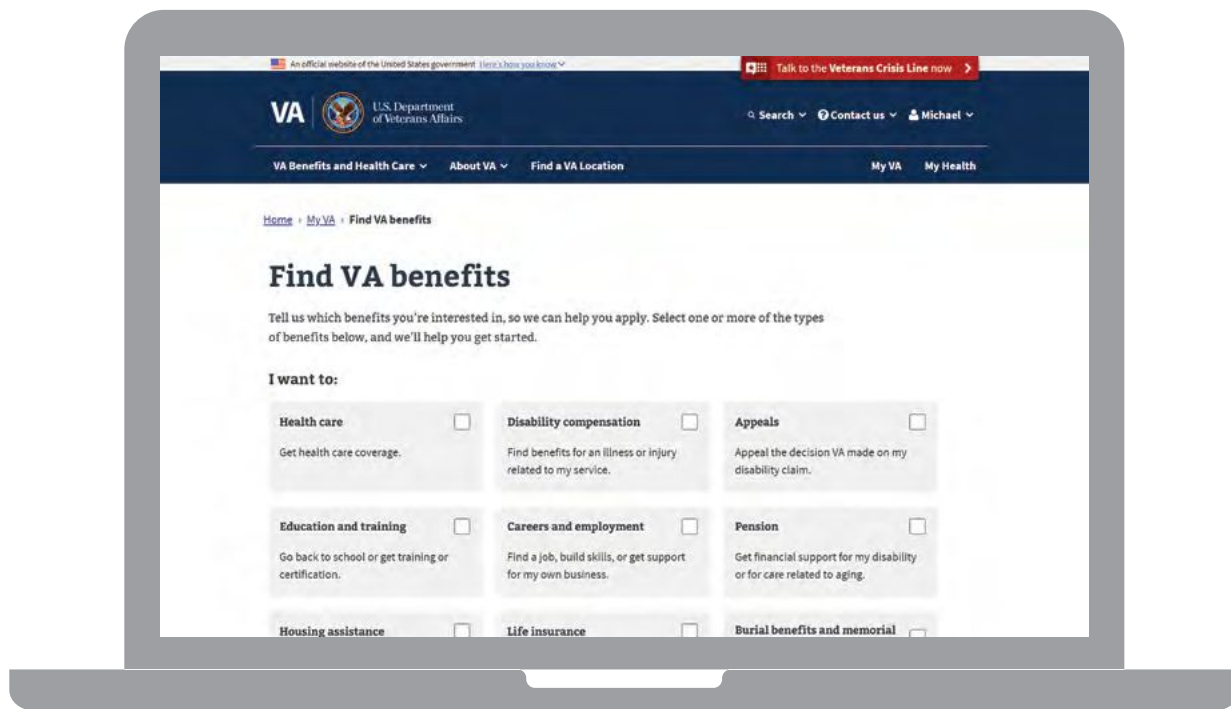 An official website of the United States government Here's how you know
Talk to the Veterans Crisis Line now
VA
U.S. Department
of Veterans Affairs
Search
Contact us
Michael
VA Benefits and Health Care
About VA
Find a VA Location
My VA
My Health
Home › My VA › Find VA benefits
Find VA benefits
Tell us which benefits you're interested in, so we can help you apply. Select one or more of the types
of benefits below, and we'll help you get started.
I want to:
Health care
Get health care coverage.
Disability compensation
Find benefits for an illness or injury
related to my service.
Appeals
Appeal the decision VA made on my
disability claim.
Education and training
Go back to school or get training or
certification.
Careers and employment
Find a job, build skills, or get support
for my own business.
Pension
Get financial support for my disability
or for care related to aging.
Housing assistance
Life insurance
Burial benefits and memorial